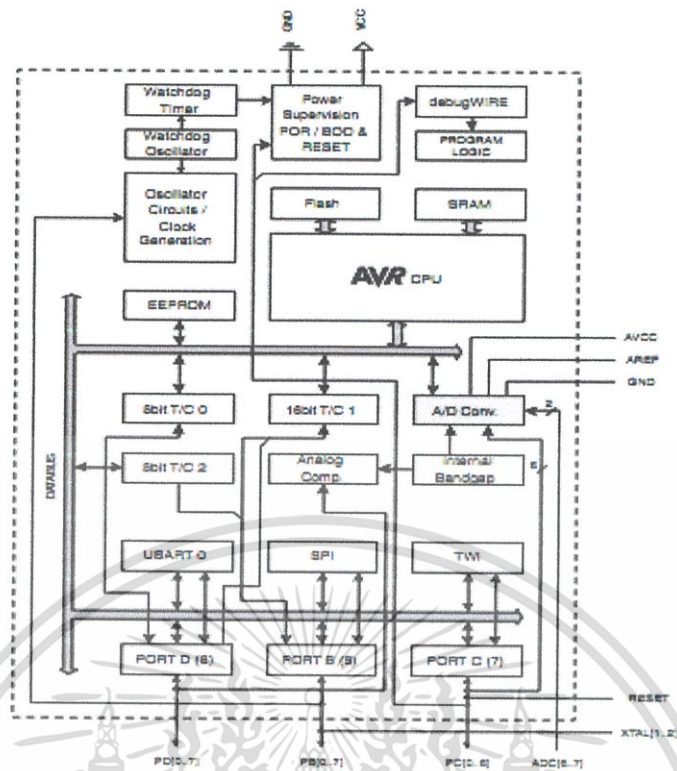 GND
VCC
Watchdog
Timer
Power
Supervision
POR / BOD &
RESET
debugWIRE
Watchdog
Oscillator
PROGRAM
LOGIC
Oscillator
Circuits /
Clock
Generation
Flash
SRAM
AVR CPU
EEPROM
AVCC
AREF
GND
8bit T/C 0
16bit T/C 1
A/D Conv.
2
DATABUS
8bit T/C 2
Analog
Comp
Internal
Bandgap
6
USART 0
SPI
TWI
PORT D (8)
PORT B (8)
PORT C (7)
RESET
XTAL[1..2]
PD[0..7]
PB[0..7]
PC[0..6]
ADC[6..7]